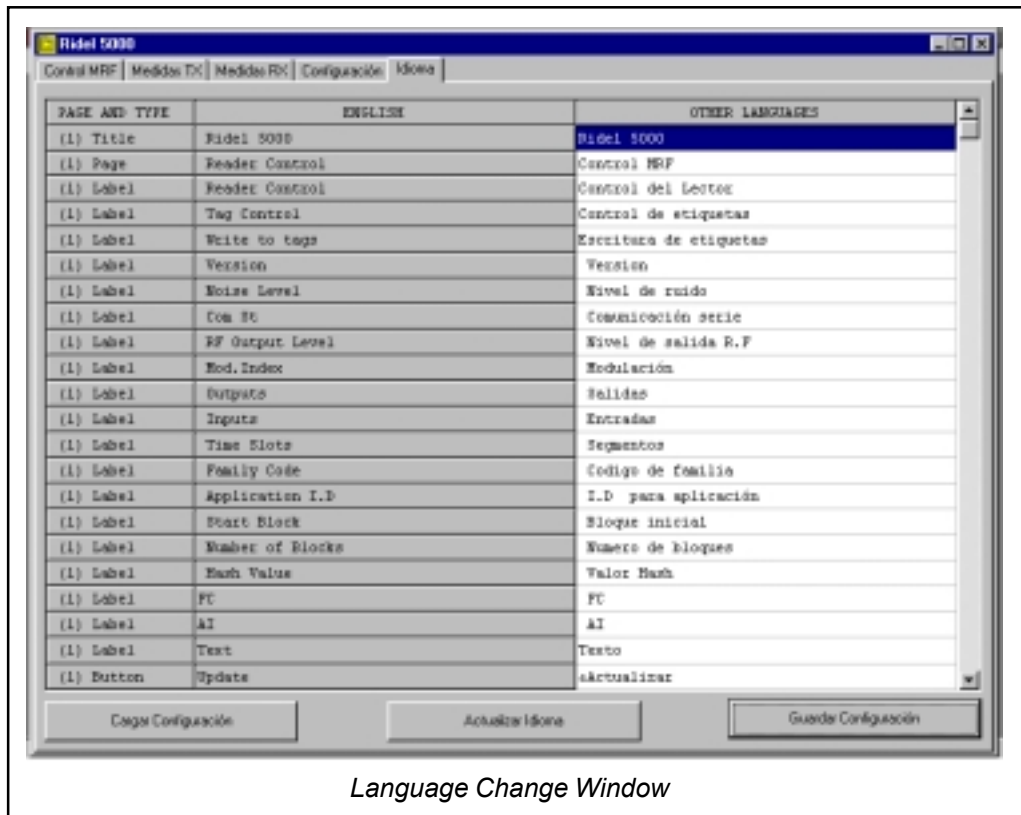 Ridel 5000
Control MRF Medidas TX Medidas RX Configuración Idioma
PAGE AND TYPE ENGLISH OTHER LANGUAGES
(1) Title Ridel 5000 Ridel 5000
(1) Page Reader Control Control MRF
(1) Label Reader Control Control del Lector
(1) Label Tag Control Control de etiquetas
(1) Label Write to tags Escritura de etiquetas
(1) Label Version Version
(1) Label Noise Level Nivel de ruido
(1) Label Com St Comunicación serie
(1) Label RF Output Level Nivel de salida R.F
(1) Label Mod.Index Modulación
(1) Label Outputs Salidas
(1) Label Inputs Entradas
(1) Label Time Slots Segmentos
(1) Label Family Code Codigo de familia
(1) Label Application I.D I.D para aplicación
(1) Label Start Block Bloque inicial
(1) Label Number of Blocks Numero de bloques
(1) Label Hash Value Valor Hash
(1) Label FC FC
(1) Label AI AI
(1) Label Text Texto
(1) Button Update &Actualizar
Cargar Configuración Actualizar Idioma Guardar Configuración
Language Change Window